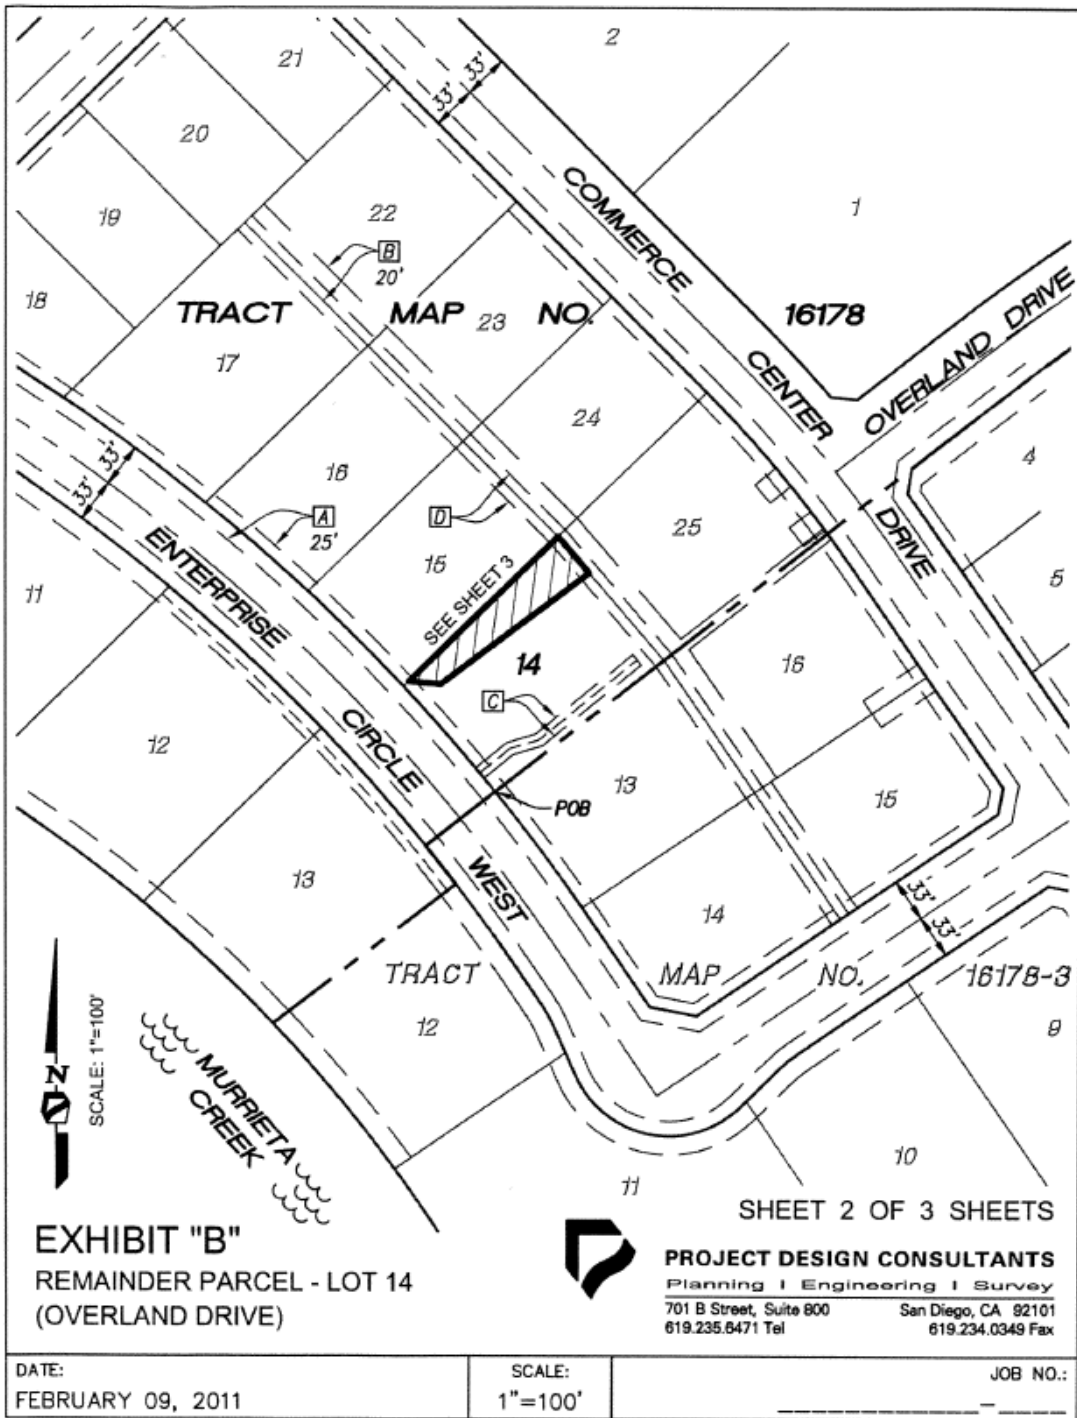 2
21
33'
33'
20
1
19
22
COMMERCE
B
20'
18
TRACT MAP NO. 16178
23
OVERLAND DRIVE
17
CENTER
24
4
16
33'
33'
A
25'
D
25
DRIVE
15
5
11
ENTERPRISE
SEE SHEET 3
14
16
C
CIRCLE
12
13
15
POB
WEST
13
14
33'
33'
TRACT MAP NO. 16178-3
12
9
N
SCALE: 1"=100'
MURRIETA
CREEK
10
11
SHEET 2 OF 3 SHEETS
EXHIBIT "B"
REMAINDER PARCEL - LOT 14
(OVERLAND DRIVE)
PROJECT DESIGN CONSULTANTS
Planning | Engineering | Survey
701 B Street, Suite 800 San Diego, CA 92101
619.235.6471 Tel 619.234.0349 Fax
DATE:
FEBRUARY 09, 2011
SCALE:
1"=100'
JOB NO.:
____________-____